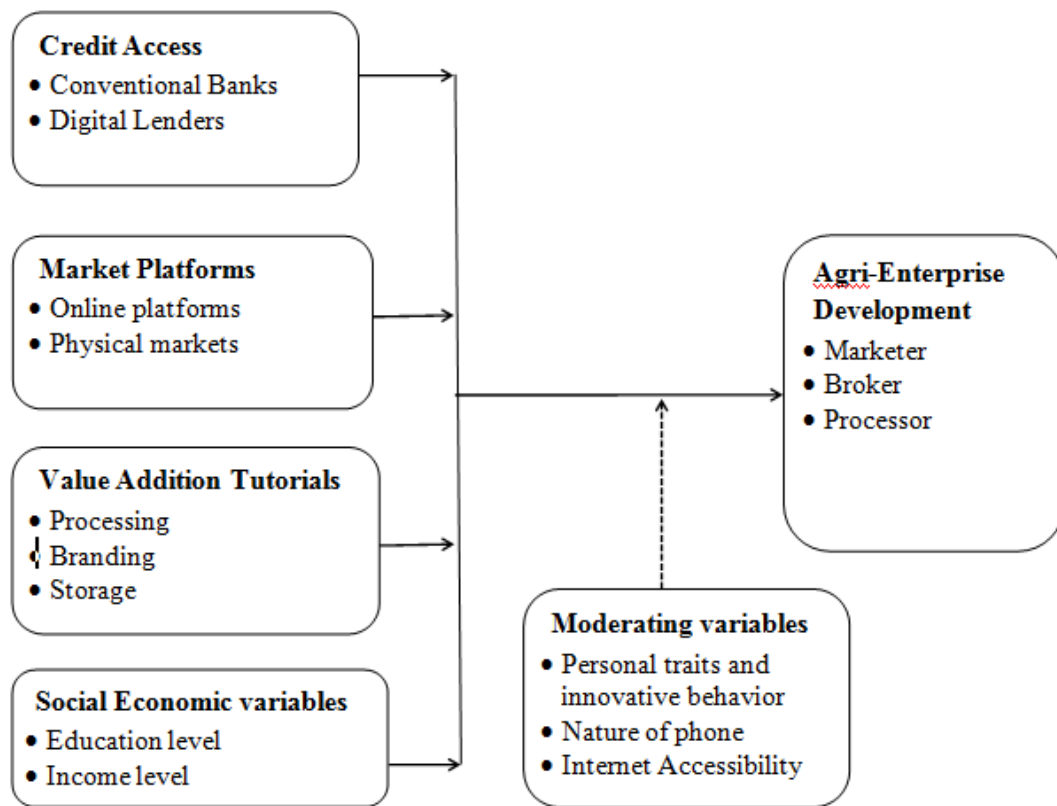 Credit Access
• Conventional Banks
• Digital Lenders
Market Platforms
• Online platforms
• Physical markets
Value Addition Tutorials
• Processing
• Branding
• Storage
Social Economic variables
• Education level
• Income level
Agri-Enterprise
Development
• Marketer
• Broker
• Processor
Moderating variables
• Personal traits and
innovative behavior
• Nature of phone
• Internet Accessibility